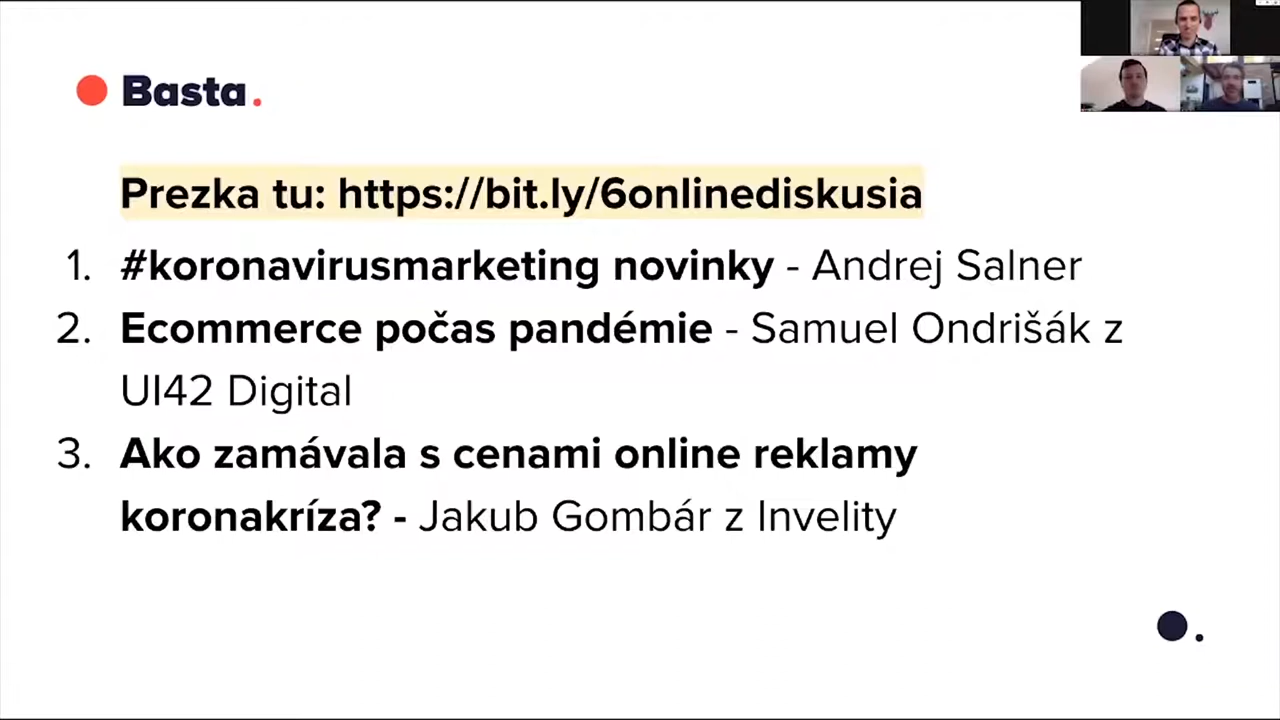 Basta.
Prezka tu: https://bit.ly/6onlinediskusia
1. #koronavirusmarketing novinky - Andrej Salner
2. Ecommerce počas pandémie - Samuel Ondrišák z
UI42 Digital
3. Ako zamávala s cenami online reklamy
koronakríza? - Jakub Gombár z Invelity